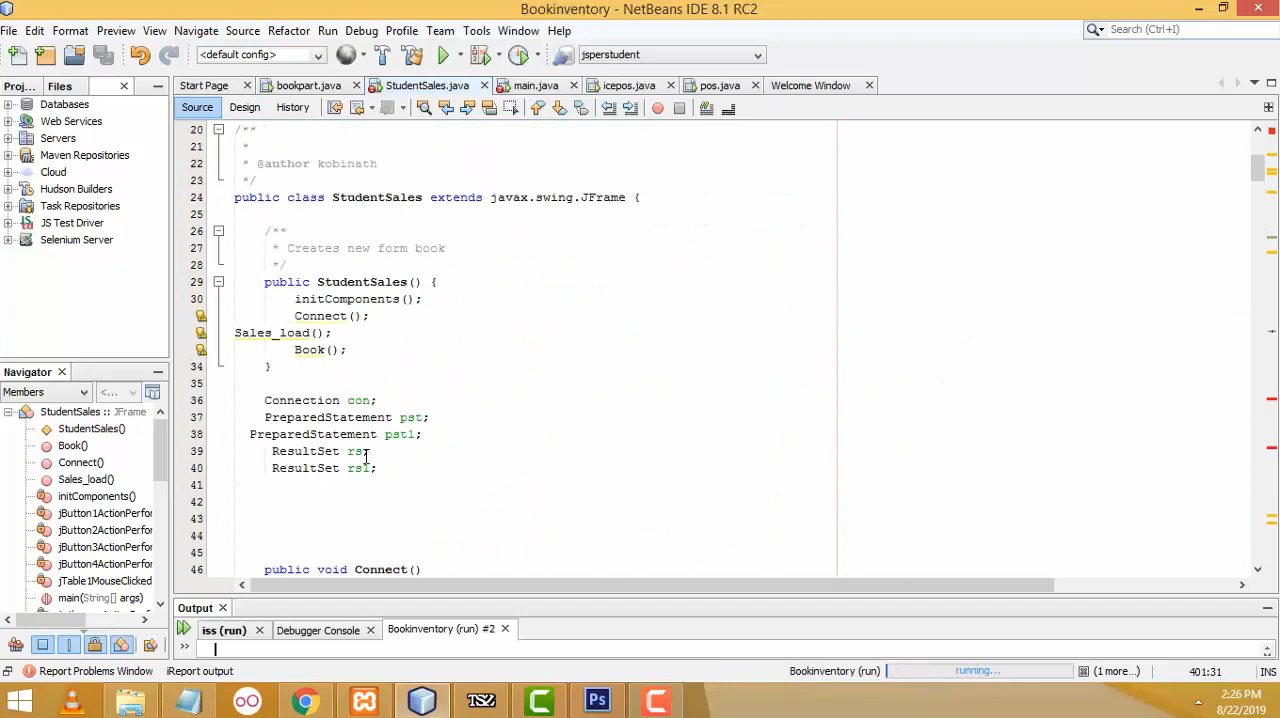 Bookinventory - NetBeans IDE 8.1 RC2
File Edit View Navigate Source Refactor Run Debug Profile Team Tools Window Help
Search (Ctrl+I)
<default config> jsperstudent
Proj... Files
Start Page bookpart.java StudentSales.java main.java icepos.java pos.java Welcome Window
Databases
Web Services
Servers
Maven Repositories
Cloud
Hudson Builders
Task Repositories
JS Test Driver
Selenium Server
Source Design History
20 /**
21 *
22 * @author kobinath
23 */
24 public class StudentSales extends javax.swing.JFrame {
25
26 /**
27 * Creates new form book
28 */
29 public StudentSales() {
30 initComponents();
Connect();
Sales_load();
Book();
34 }
35
36 Connection con;
37 PreparedStatement pst;
38 PreparedStatement pst1;
39 ResultSet rs;
40 ResultSet rs1;
41
42
43
44
45
46 public void Connect()
Navigator
Members <...
StudentSales :: JFrame
StudentSales()
Book()
Connect()
Sales_load()
initComponents()
jButton1ActionPerfor
jButton2ActionPerfor
jButton3ActionPerfor
jButton4ActionPerfor
jTable1MouseClicked
main(String[] args)
Output
iss (run) Debugger Console Bookinventory (run) #2
Report Problems Window iReport output
Bookinventory (run) running... (1 more...) 401:31 INS
TSZ Ps
2:26 PM
8/22/2019